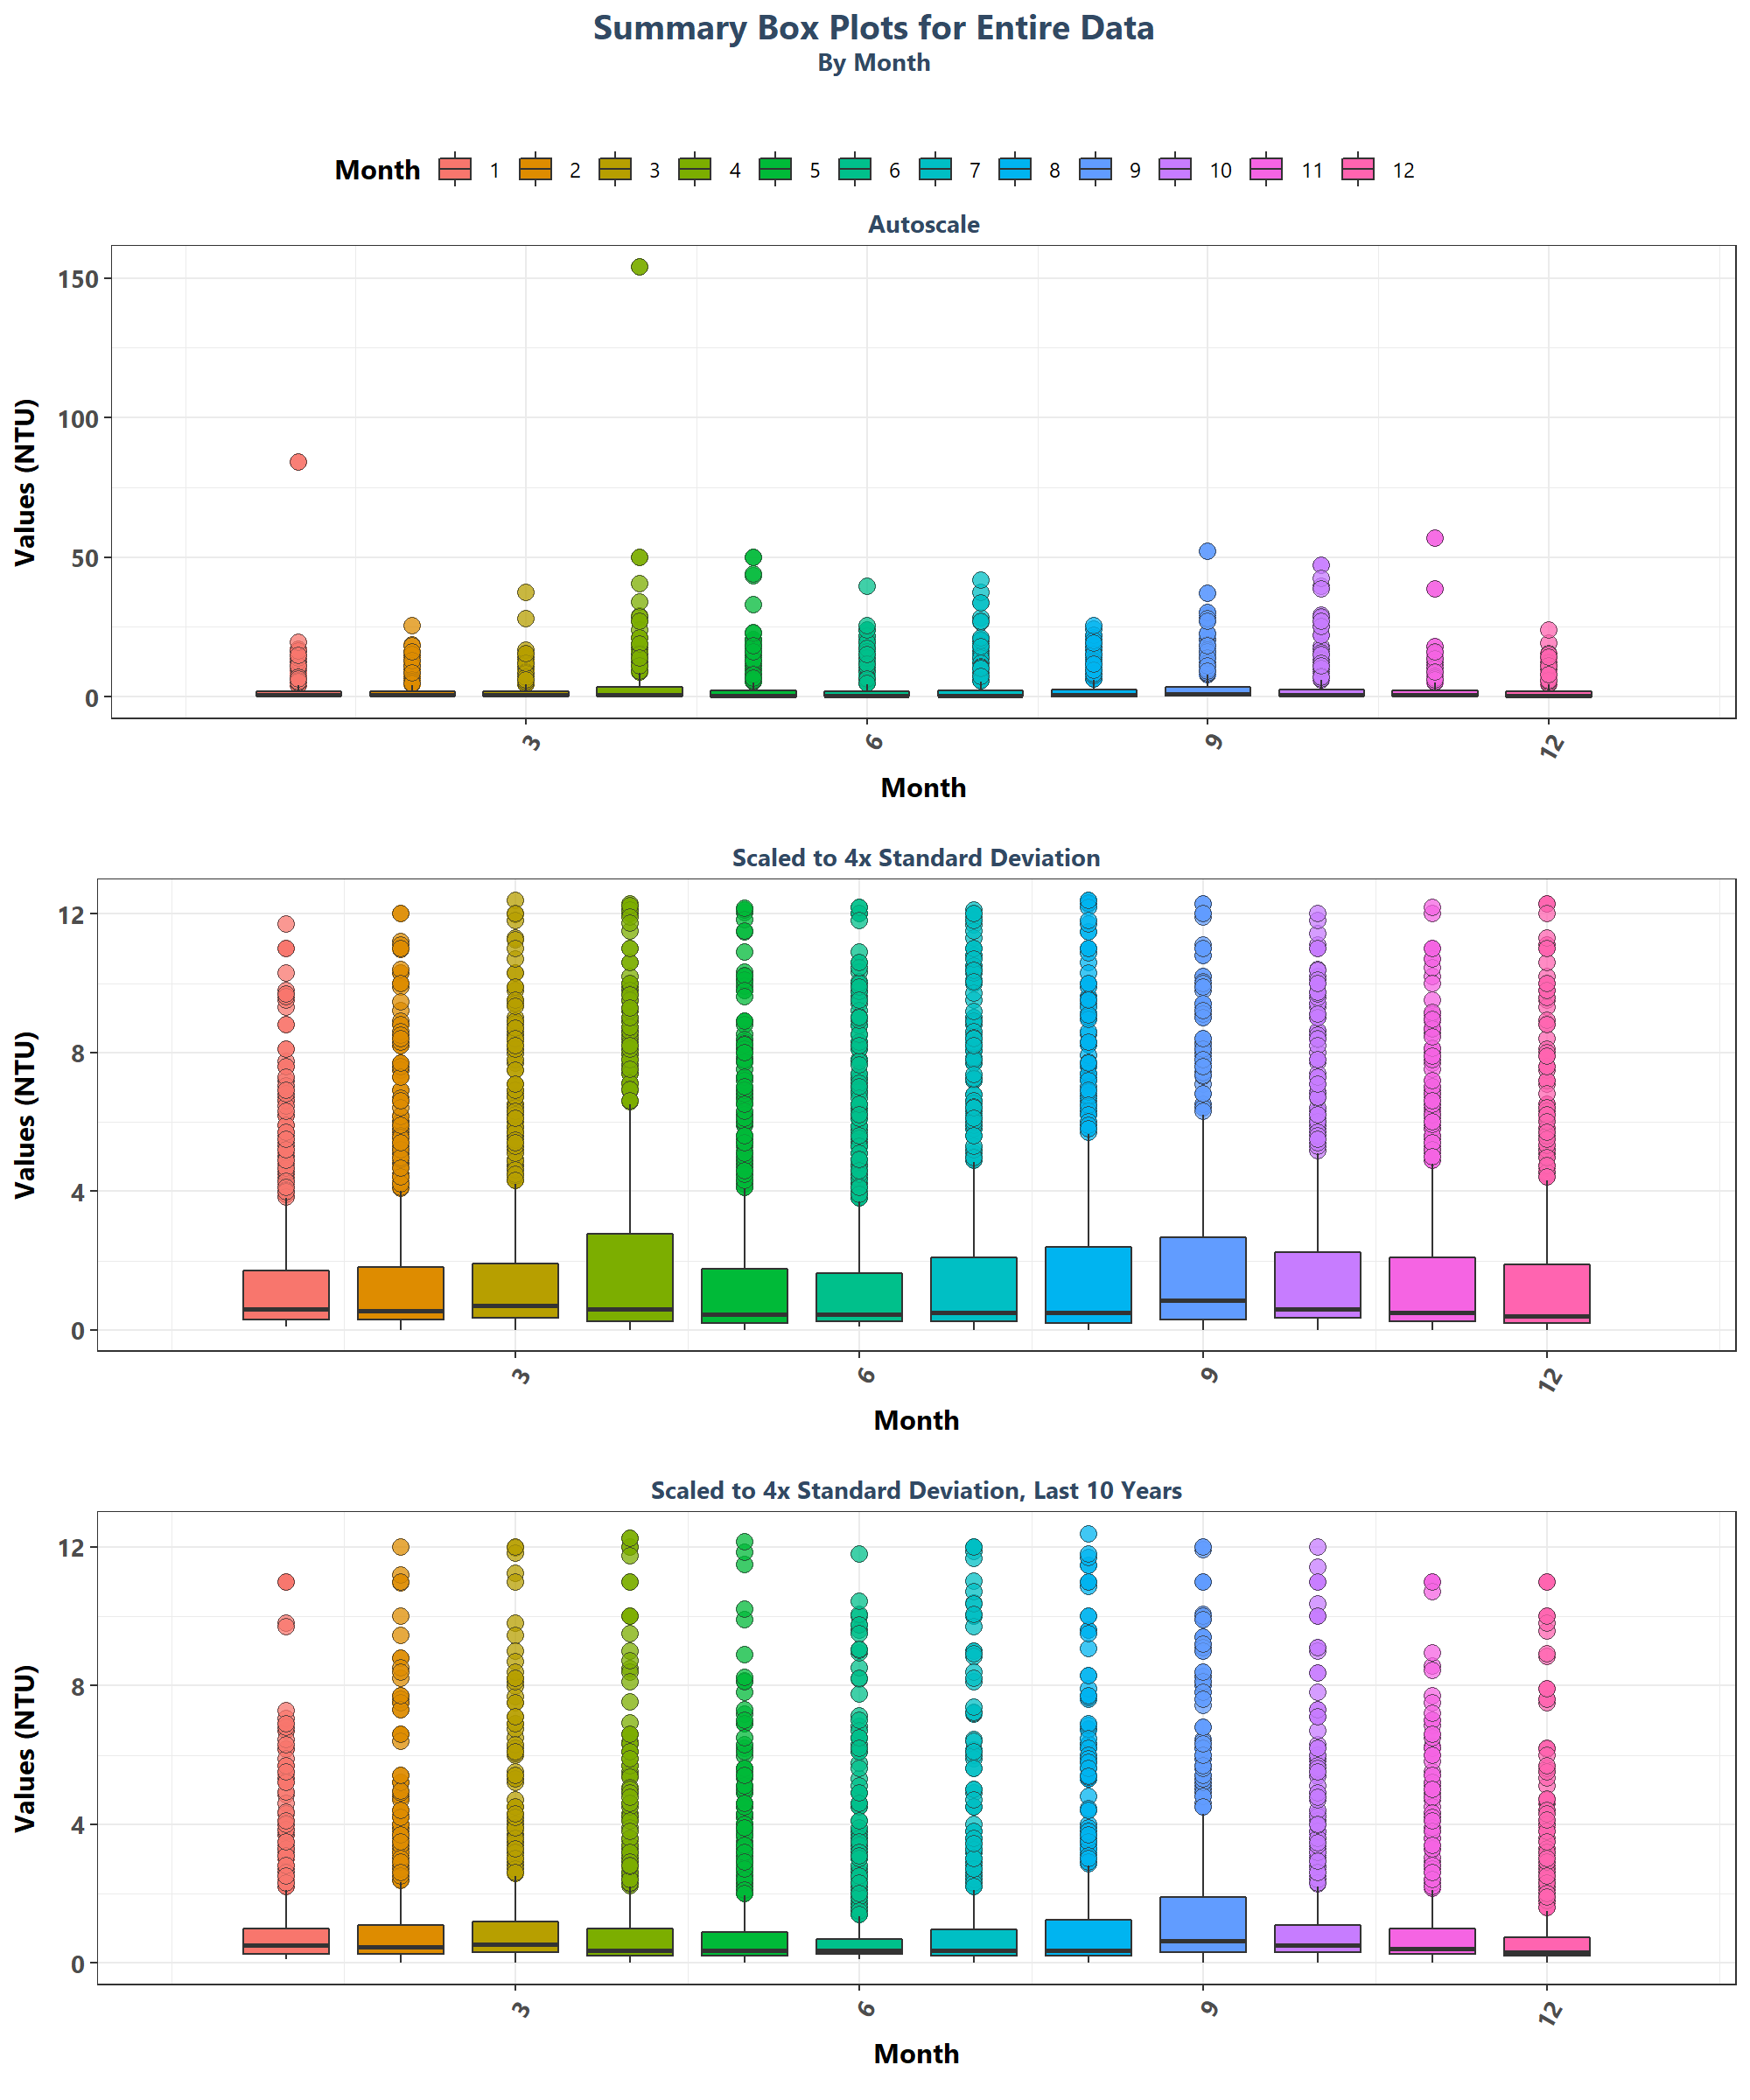 Summary Box Plots for Entire Data
By Month
Month 1 2 3 4 5 6 7 8 9 10 11 12
Autoscale
Values (NTU)
150
100
50
0
3 6 9 12
Month
Scaled to 4x Standard Deviation
Values (NTU)
12
8
4
0
3 6 9 12
Month
Scaled to 4x Standard Deviation, Last 10 Years
Values (NTU)
12
8
4
0
3 6 9 12
Month